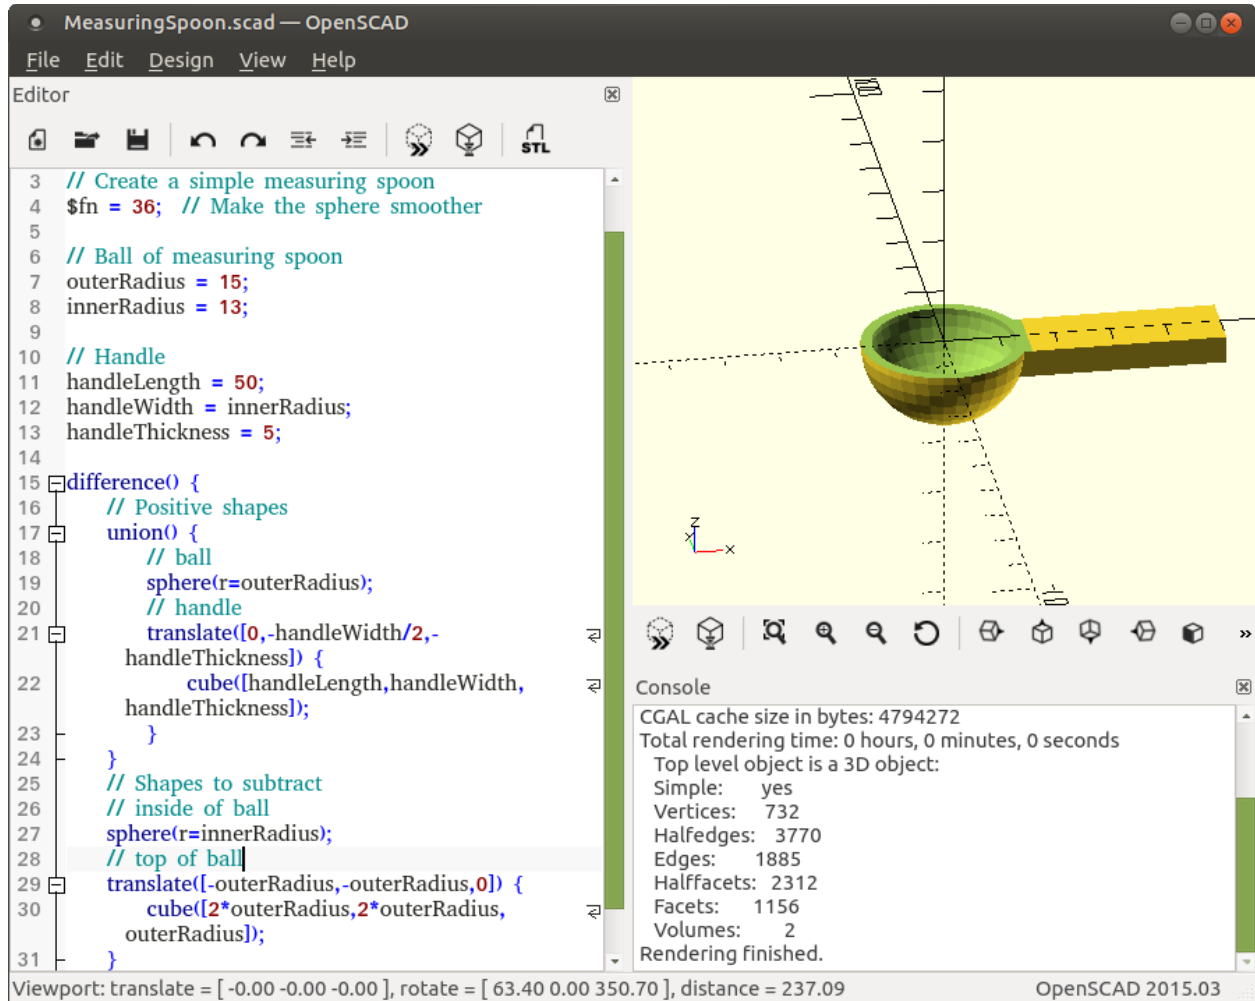 MeasuringSpoon.scad — OpenSCAD
File Edit Design View Help
Editor
STL
3 // Create a simple measuring spoon
4 $fn = 36; // Make the sphere smoother
5
6 // Ball of measuring spoon
7 outerRadius = 15;
8 innerRadius = 13;
9
10 // Handle
11 handleLength = 50;
12 handleWidth = innerRadius;
13 handleThickness = 5;
14
15 difference() {
16 // Positive shapes
17 union() {
18 // ball
19 sphere(r=outerRadius);
20 // handle
21 translate([0,-handleWidth/2,-
handleThickness]) {
22 cube([handleLength,handleWidth,
handleThickness]);
23 }
24 }
25 // Shapes to subtract
26 // inside of ball
27 sphere(r=innerRadius);
28 // top of ball
29 translate([-outerRadius,-outerRadius,0]) {
30 cube([2*outerRadius,2*outerRadius,
outerRadius]);
31 }
Z
Y
X
Console
CGAL cache size in bytes: 4794272
Total rendering time: 0 hours, 0 minutes, 0 seconds
Top level object is a 3D object:
Simple: yes
Vertices: 732
Halfedges: 3770
Edges: 1885
Halffacets: 2312
Facets: 1156
Volumes: 2
Rendering finished.
Viewport: translate = [ -0.00 -0.00 -0.00 ], rotate = [ 63.40 0.00 350.70 ], distance = 237.09
OpenSCAD 2015.03